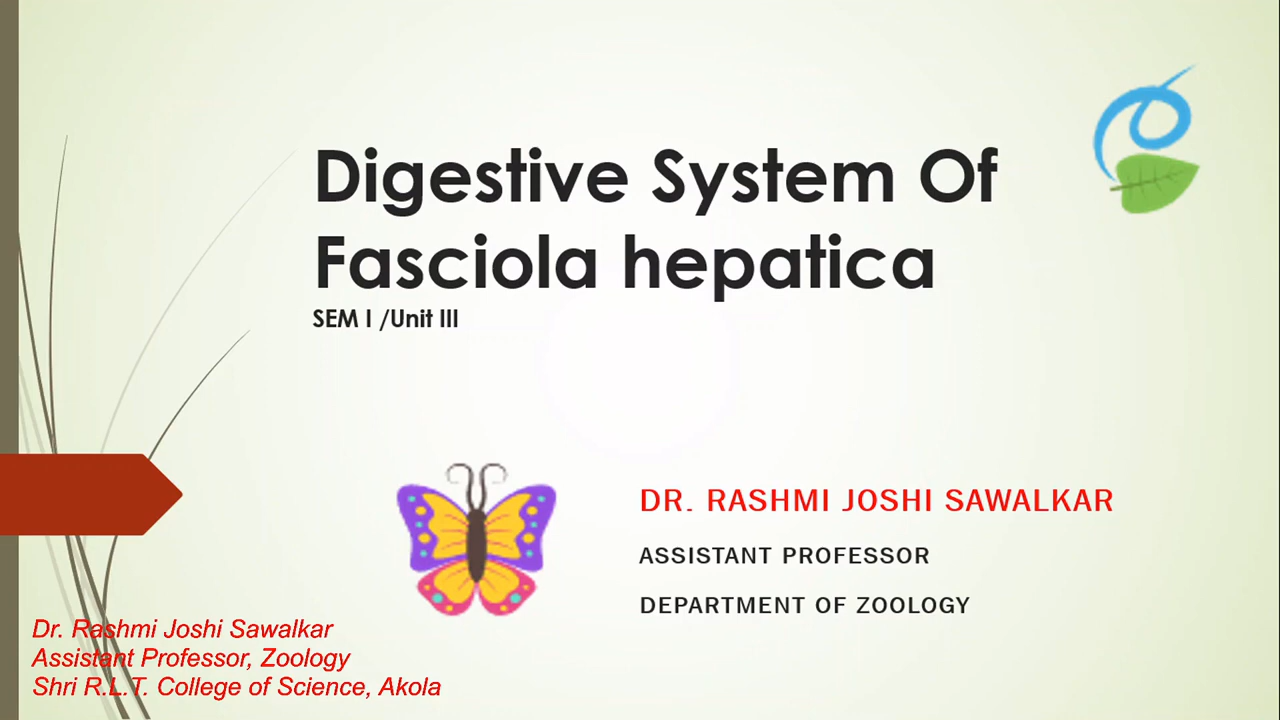 Digestive System Of
Fasciola hepatica
SEM I /Unit III
DR. RASHMI JOSHI SAWALKAR
ASSISTANT PROFESSOR
DEPARTMENT OF ZOOLOGY
Dr. Rashmi Joshi Sawalkar
Assistant Professor, Zoology
Shri R.L.T. College of Science, Akola